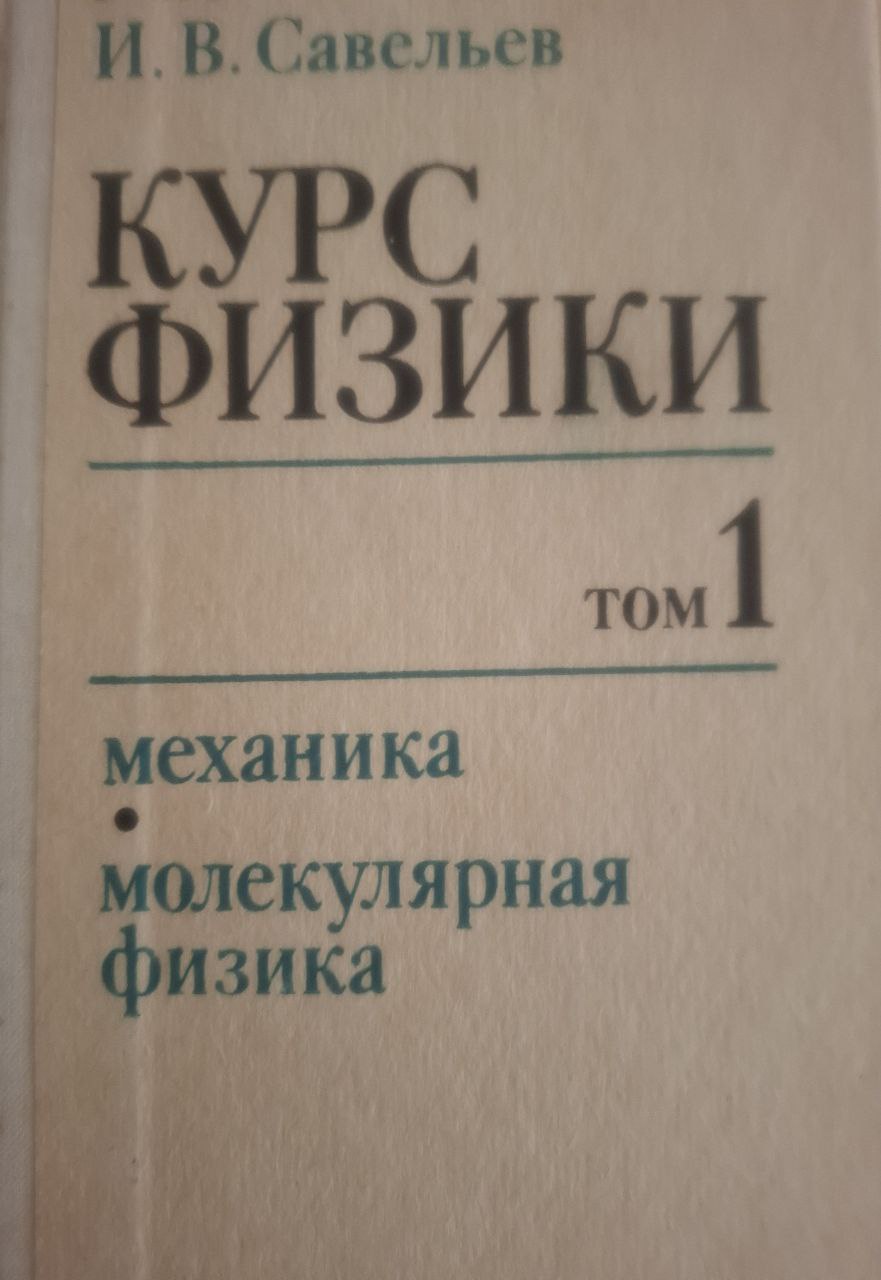 И. В. Савельев
КУРС
ФИЗИКИ
том 1
механика
•
молекулярная
физика